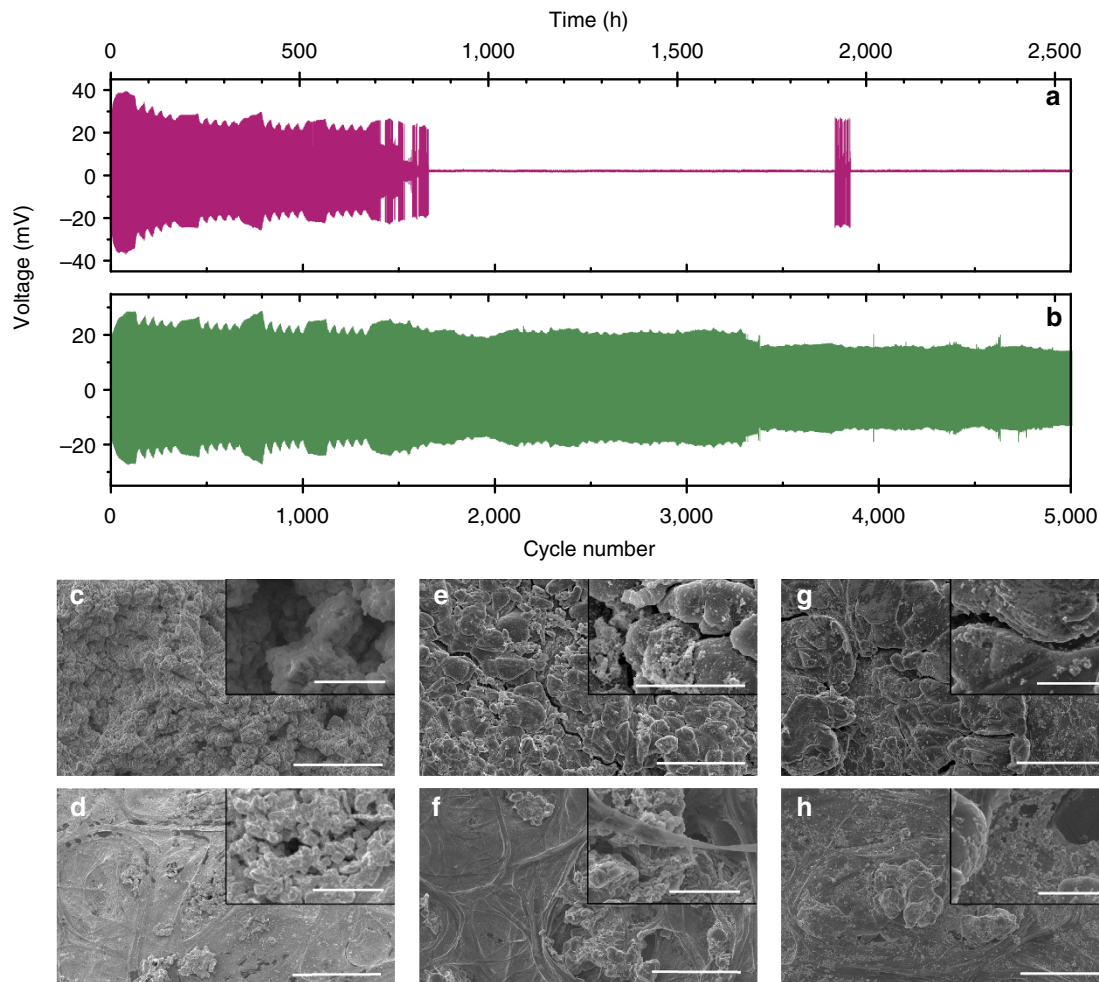 Time (h)
0 500 1,000 1,500 2,000 2,500
a
40
20
0
−20
−40
Voltage (mV)
b
20
0
−20
0 1,000 2,000 3,000 4,000 5,000
Cycle number
c e g
d f h